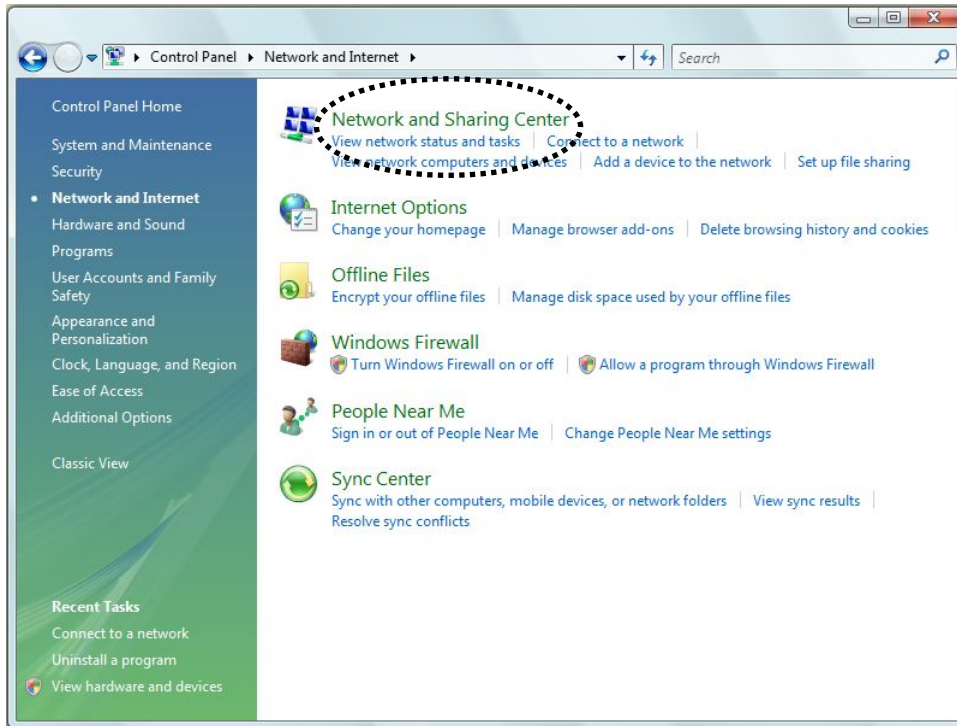 Control Panel Network and Internet Search
Control Panel Home
System and Maintenance
Security
Network and Internet
Hardware and Sound
Programs
User Accounts and Family
Safety
Appearance and
Personalization
Clock, Language, and Region
Ease of Access
Additional Options
Classic View
Recent Tasks
Connect to a network
Uninstall a program
View hardware and devices
Network and Sharing Center
View network status and tasks Connect to a network
View network computers and devices Add a device to the network Set up file sharing
Internet Options
Change your homepage Manage browser add-ons Delete browsing history and cookies
Offline Files
Encrypt your offline files Manage disk space used by your offline files
Windows Firewall
Turn Windows Firewall on or off Allow a program through Windows Firewall
People Near Me
Sign in or out of People Near Me Change People Near Me settings
Sync Center
Sync with other computers, mobile devices, or network folders View sync results
Resolve sync conflicts